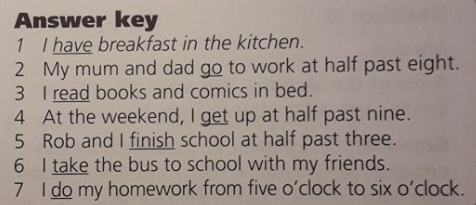 Answer key
1 I have breakfast in the kitchen.
2 My mum and dad go to work at half past eight.
3 I read books and comics in bed.
4 At the weekend, I get up at half past nine.
5 Rob and I finish school at half past three.
6 I take the bus to school with my friends.
7 I do my homework from five o'clock to six o'clock.